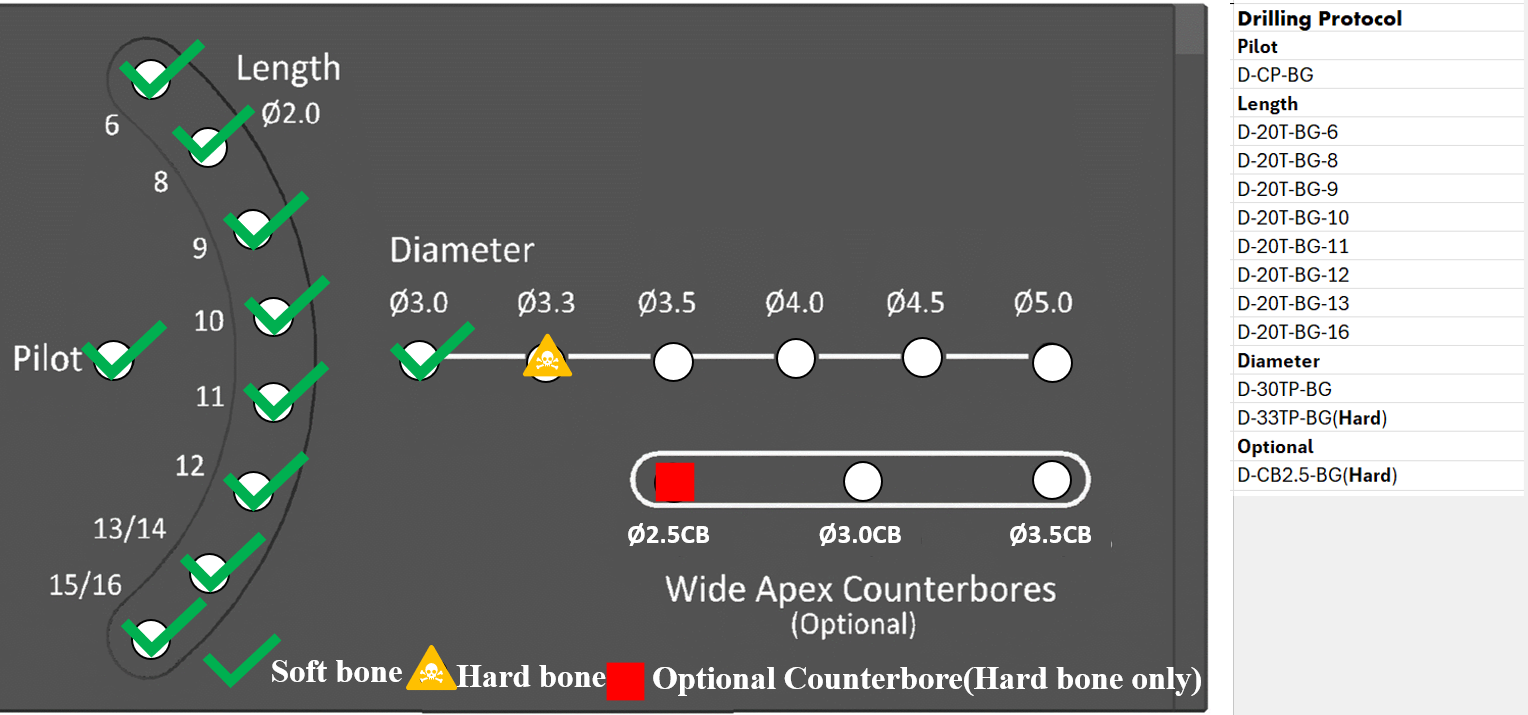 Length
Ø2.0
6
8
9
10
Pilot
11
12
13/14
15/16
Diameter
Ø3.0 Ø3.3 Ø3.5 Ø4.0 Ø4.5 Ø5.0
Ø2.5CB Ø3.0CB Ø3.5CB
Wide Apex Counterbores
(Optional)
Soft bone Hard bone Optional Counterbore(Hard bone only)
Drilling Protocol
Pilot
D-CP-BG
Length
D-20T-BG-6
D-20T-BG-8
D-20T-BG-9
D-20T-BG-10
D-20T-BG-11
D-20T-BG-12
D-20T-BG-13
D-20T-BG-16
Diameter
D-30TP-BG
D-33TP-BG(Hard)
Optional
D-CB2.5-BG(Hard)